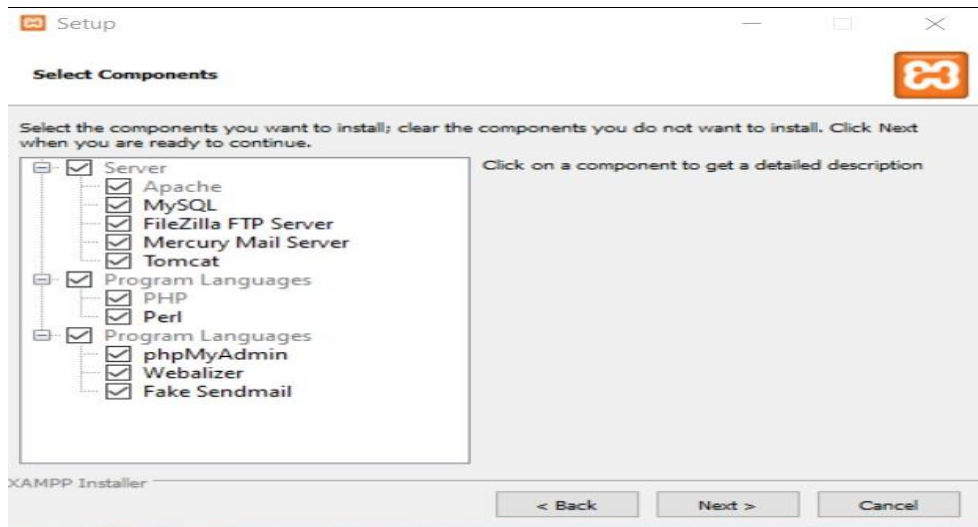 Setup
Select Components
Select the components you want to install; clear the components you do not want to install. Click Next
when you are ready to continue.
Server
Apache
MySQL
FileZilla FTP Server
Mercury Mail Server
Tomcat
Program Languages
PHP
Perl
Program Languages
phpMyAdmin
Webalizer
Fake Sendmail
Click on a component to get a detailed description
XAMPP Installer
< Back
Next >
Cancel